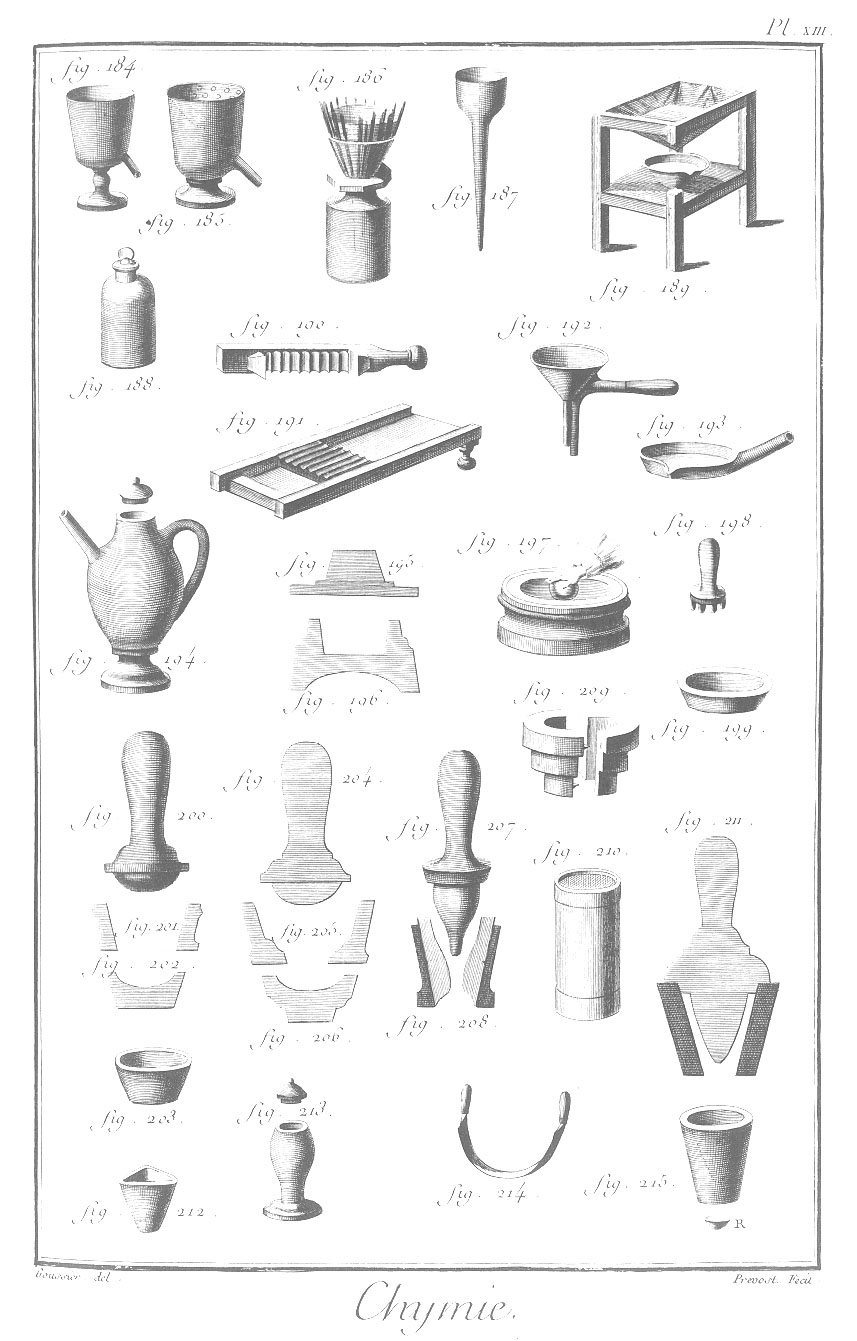 Pl. XIII.
fig. 184.
fig. 186
fig. 187
fig. 185.
fig. 189.
fig. 190.
fig. 192.
fig. 188.
fig. 191.
fig. 193.
fig. 198.
fig. 197.
fig. 195.
fig. 194.
fig. 196.
fig. 209.
fig. 199.
fig. 204.
fig. 200.
fig. 207.
fig. 211.
fig. 210.
fig. 201.
fig. 205.
fig. 202.
fig. 208.
fig. 206.
fig. 203.
fig. 213.
fig. 215.
fig. 214.
fig. 212.
R
Goussier del.
Prevost Fecit
Chymie.